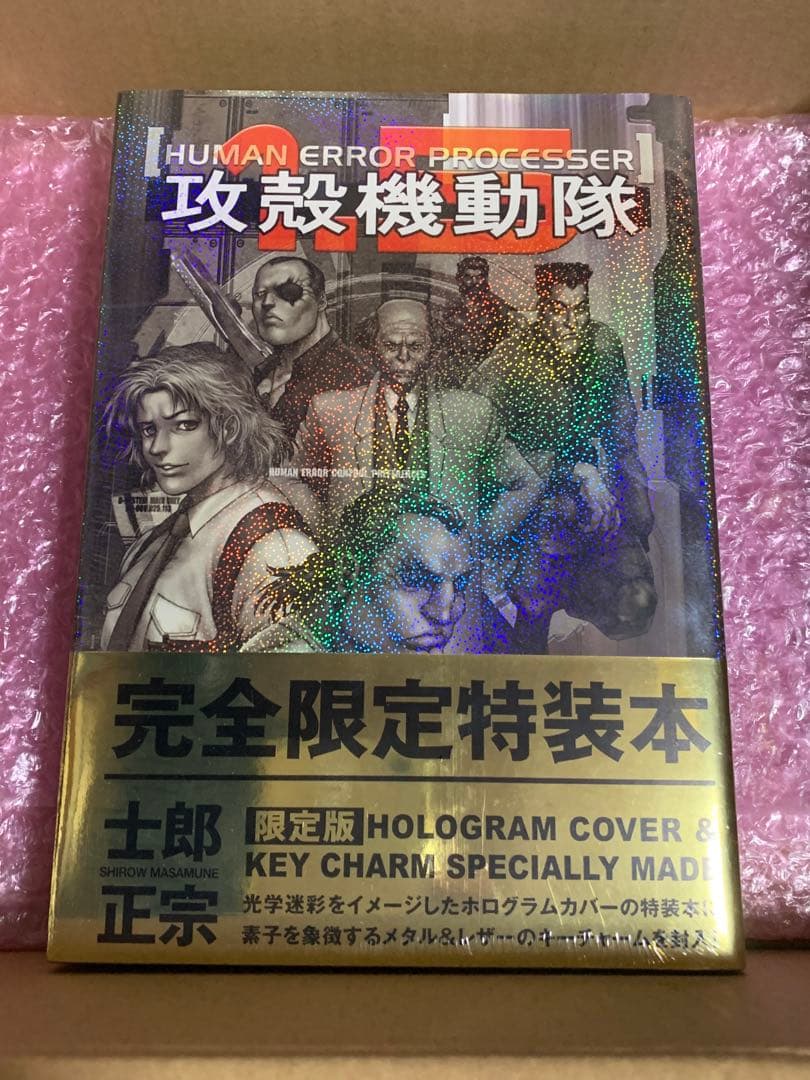 1.5
[HUMAN ERROR PROCESSER]
攻殻機動隊
HUMAN ERROR CONTROL PREFERENCES
完全限定特装本
士郎
SHIROW MASAMUNE
正宗
限定版 HOLOGRAM COVER &
KEY CHARM SPECIALLY MADE
光学迷彩をイメージしたホログラムカバーの特装本に
素子を象徴するメタル&レザーのキーチャームを封入!